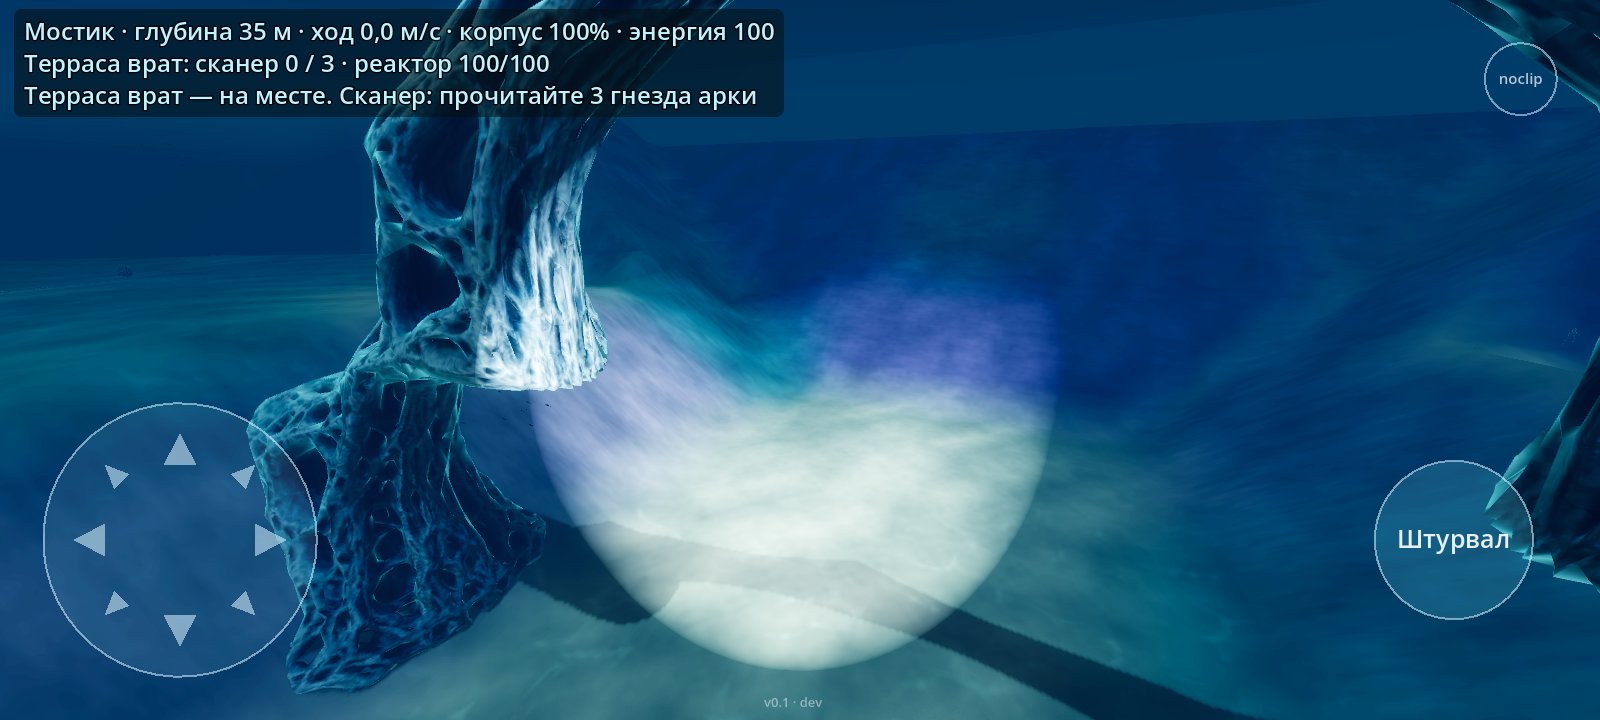 Мостик · глубина 35 м · ход 0,0 м/с · корпус 100% · энергия 100
Терраса врат: сканер 0 / 3 · реактор 100/100
Терраса врат — на месте. Сканер: прочитайте 3 гнезда арки
noclip
Штурвал
v0.1 · dev